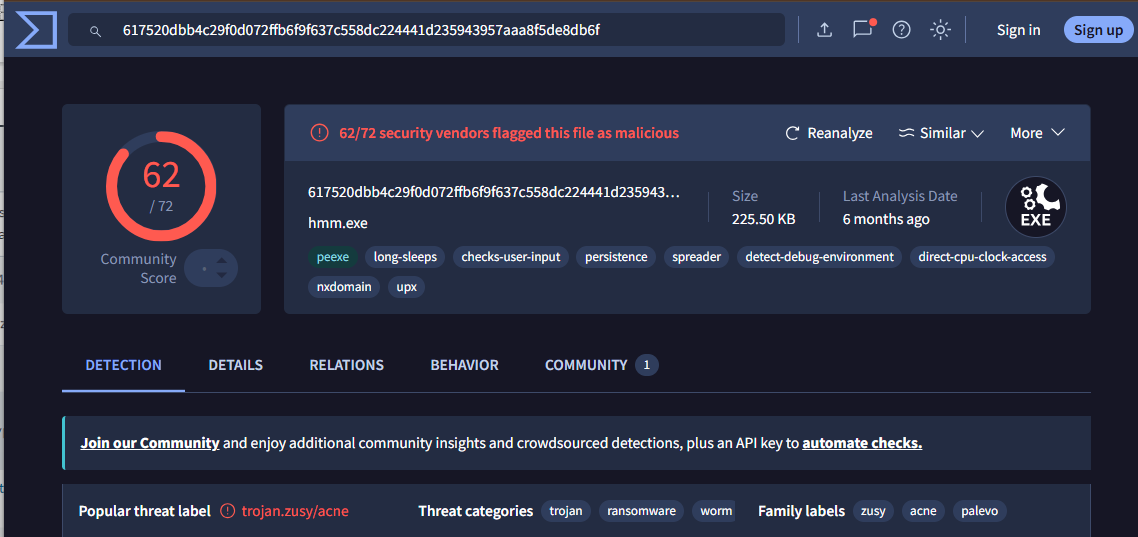 617520dbb4c29f0d072ffb6f9f637c558dc224441d235943957aaa8f5de8db6f
Sign in
Sign up
62
/ 72
Community
Score
62/72 security vendors flagged this file as malicious
Reanalyze
Similar
More
617520dbb4c29f0d072ffb6f9f637c558dc224441d235943…
hmm.exe
Size
225.50 KB
Last Analysis Date
6 months ago
EXE
peexe long-sleeps checks-user-input persistence spreader detect-debug-environment direct-cpu-clock-access
nxdomain upx
DETECTION DETAILS RELATIONS BEHAVIOR COMMUNITY 1
Join our Community and enjoy additional community insights and crowdsourced detections, plus an API key to automate checks.
Popular threat label trojan.zusy/acne Threat categories trojan ransomware worm Family labels zusy acne palevo